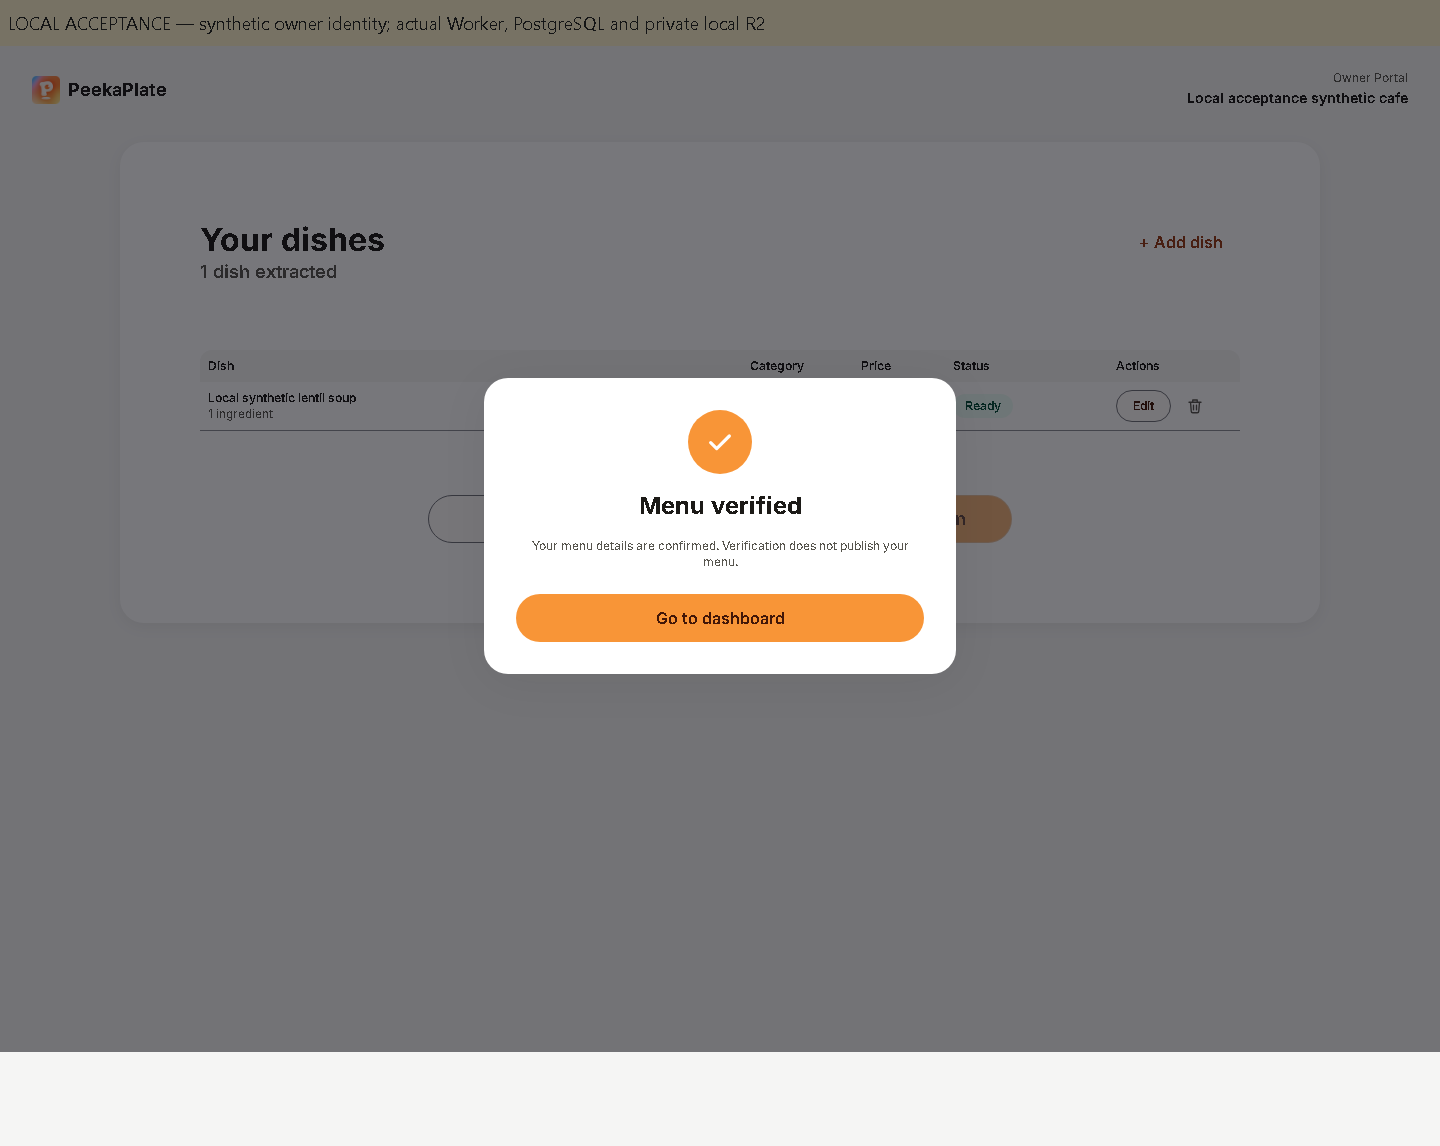 LOCAL ACCEPTANCE — synthetic owner identity; actual Worker, PostgreSQL and private local R2
PeekaPlate
Owner Portal
Local acceptance synthetic cafe
Your dishes
+ Add dish
1 dish extracted
Dish Category Price Status Actions
Local synthetic lentil soup
1 ingredient
Ready
Edit
Menu verified
Your menu details are confirmed. Verification does not publish your
menu.
Go to dashboard